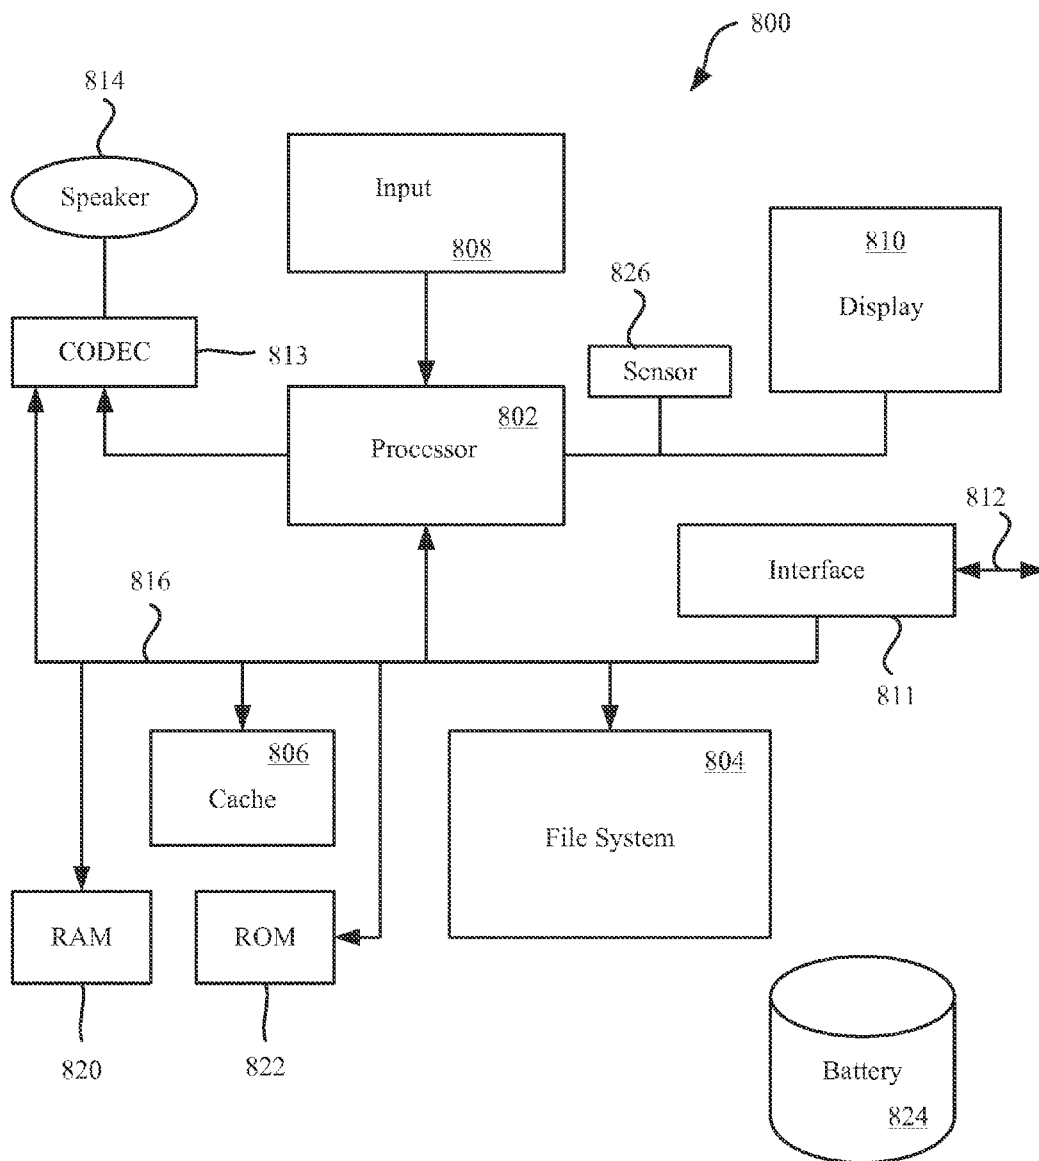 800
814
Speaker
Input
808
810
Display
826
Sensor
CODEC
813
802
Processor
812
Interface
816
811
806
Cache
804
File System
RAM
ROM
820
822
Battery
824